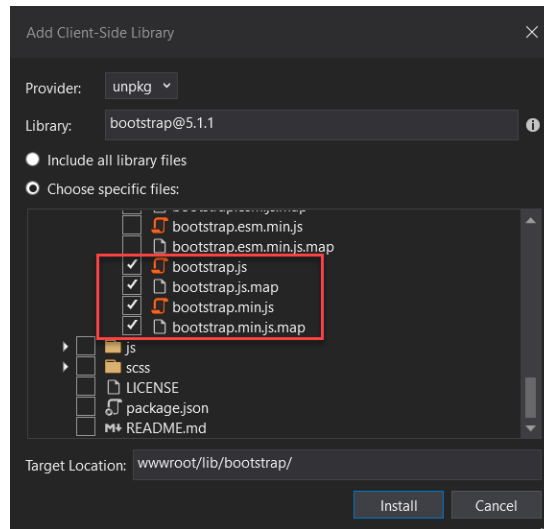 Add Client-Side Library
Provider: unpkg
Library: bootstrap@5.1.1
Include all library files
Choose specific files:
bootstrap.esm.min.js
bootstrap.esm.min.js.map
bootstrap.js
bootstrap.js.map
bootstrap.min.js
bootstrap.min.js.map
js
scss
LICENSE
package.json
README.md
Target Location: wwwroot/lib/bootstrap/
Install Cancel